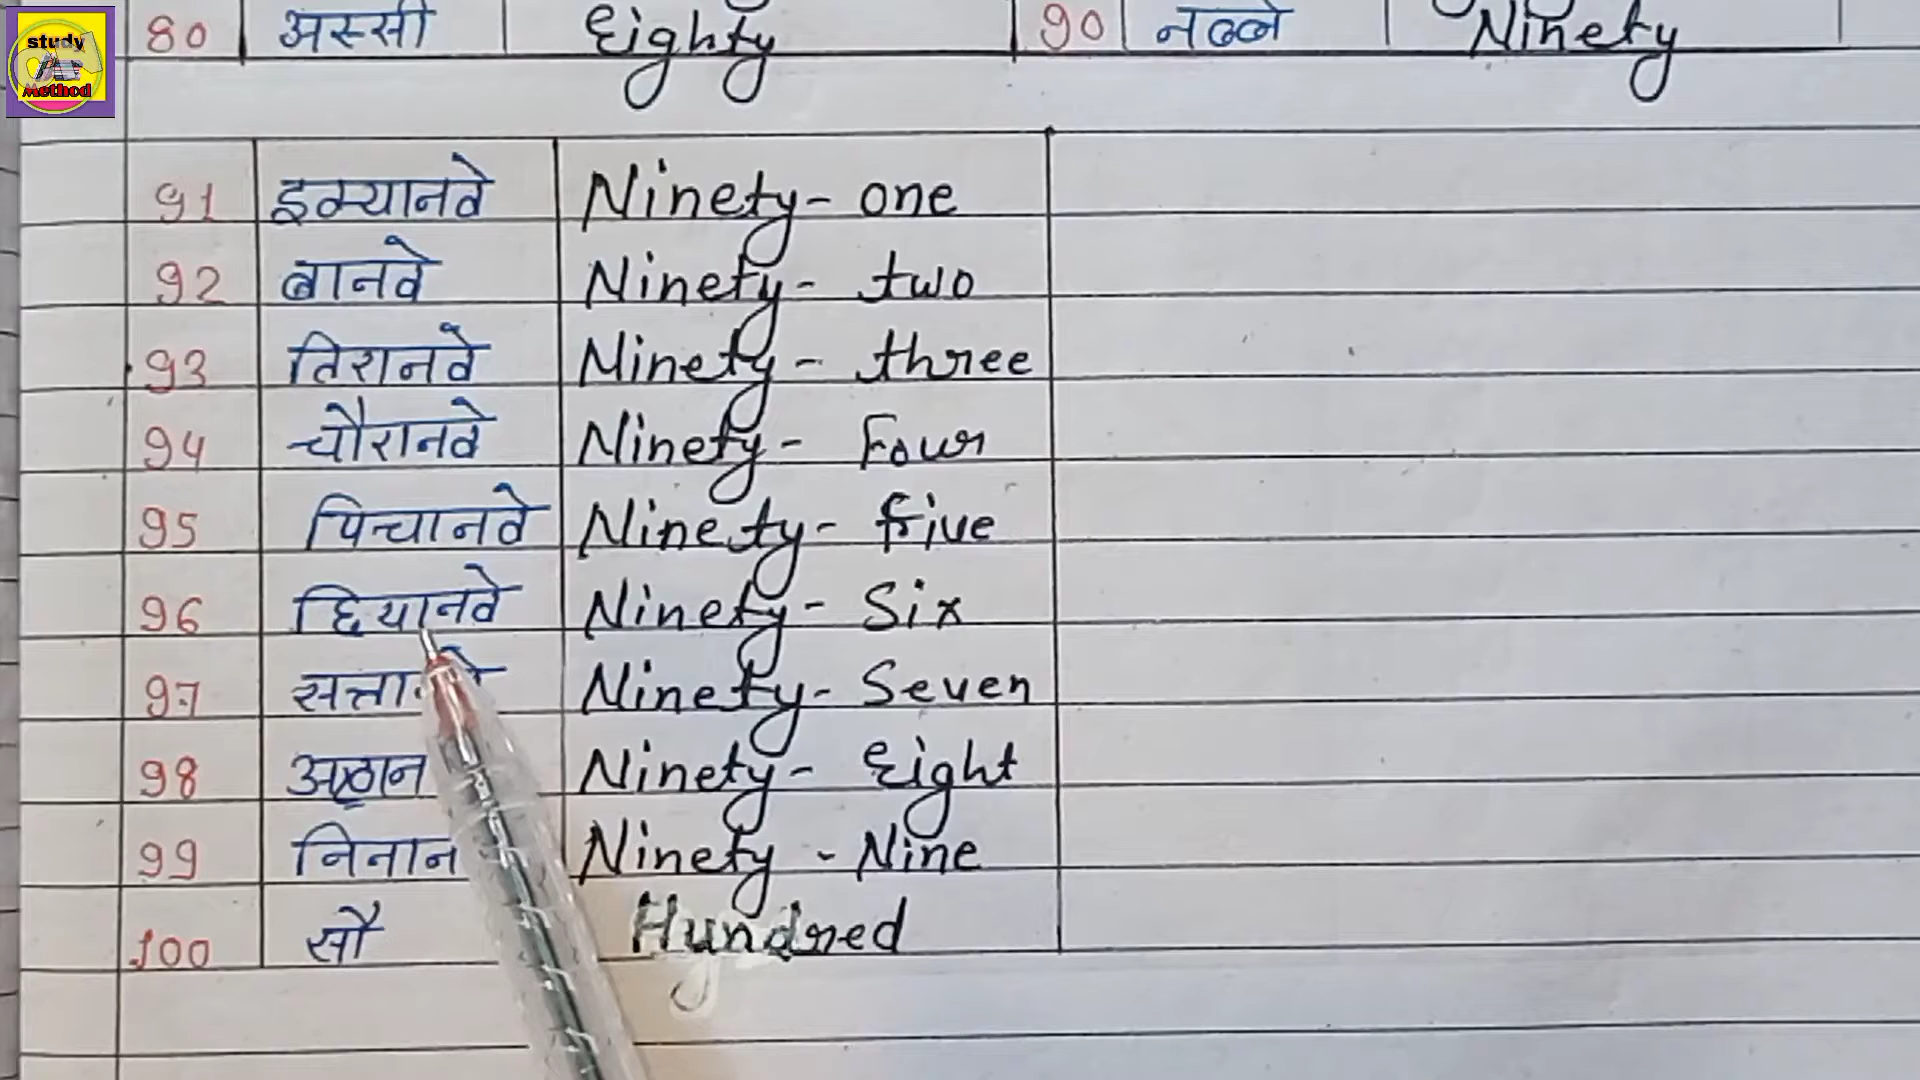 study
Method
80 अस्सी Eighty 90 नब्बे Ninety
91 इक्यानवे Ninety- one
92 बानवे Ninety- two
93 तिरानवे Ninety- three
94 चौरानवे Ninety- Four
95 पिचानवे Ninety- five
96 छियानवे Ninety- Six
97 Ninety- Seven
98 Ninety- Eight
99 Ninety - Nine
100 सौ Hundred